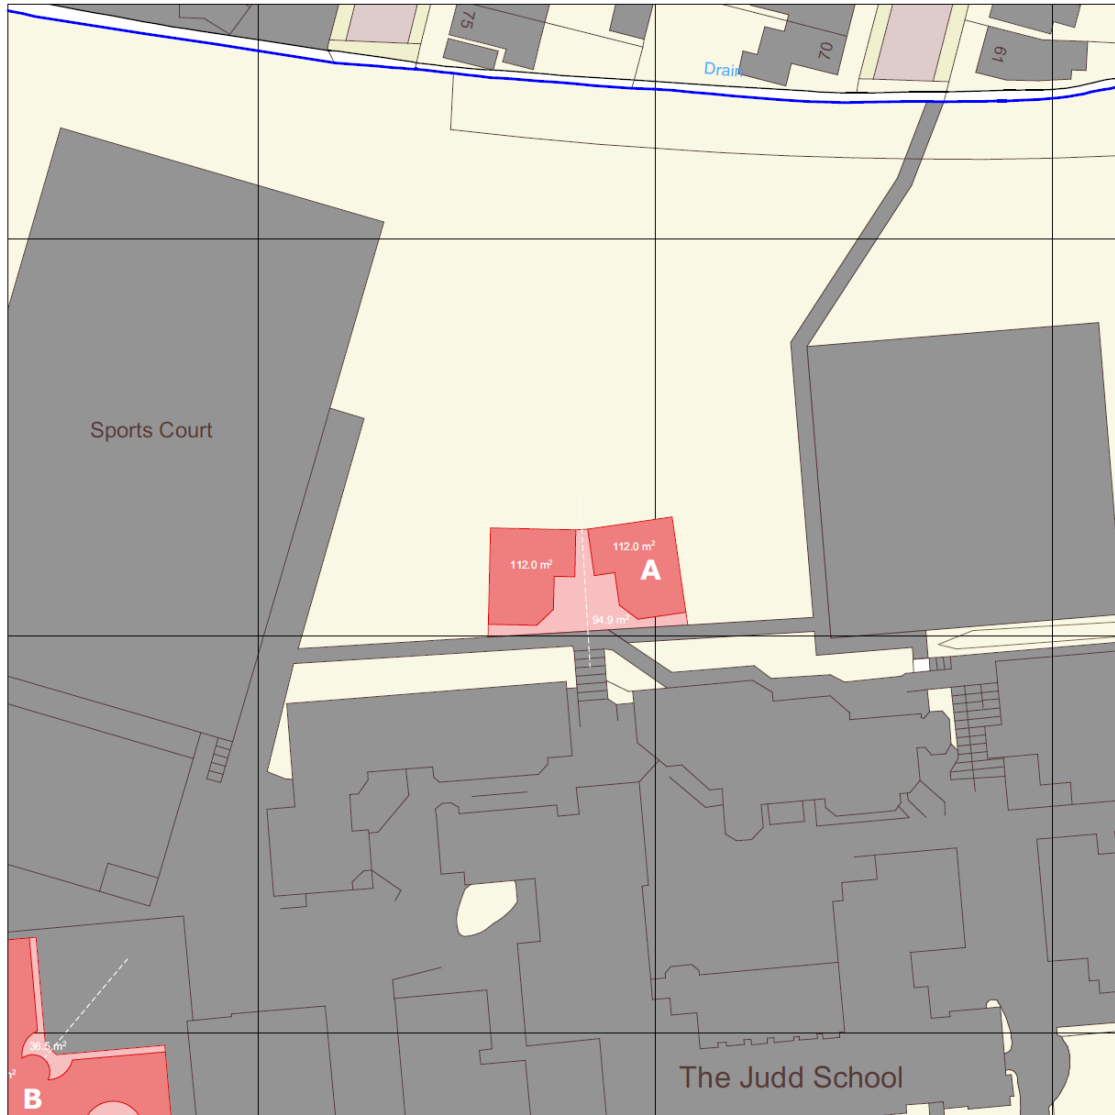 75
70
61
Drain
Sports Court
112.0 m²
112.0 m²
A
94.9 m²
36.5 m²
m²
B
The Judd School